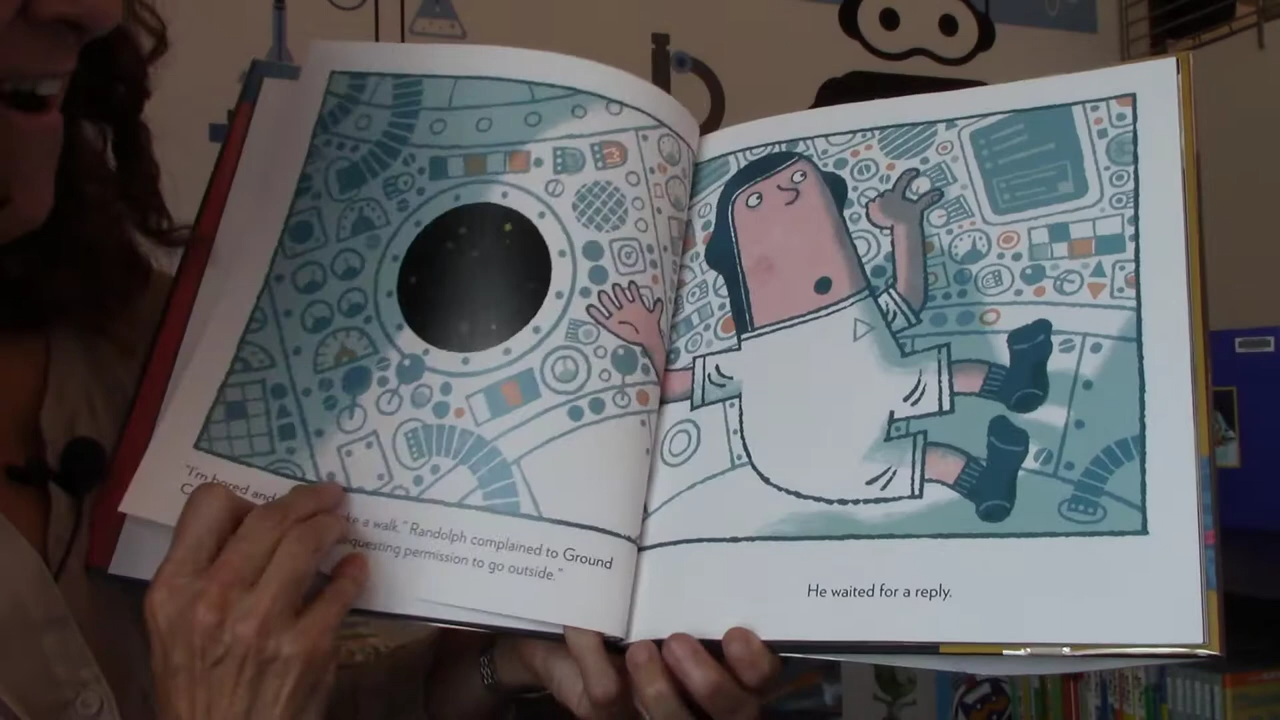 "I'm bored and ke a walk," Randolph complained to Ground
C questing permission to go outside."
He waited for a reply.